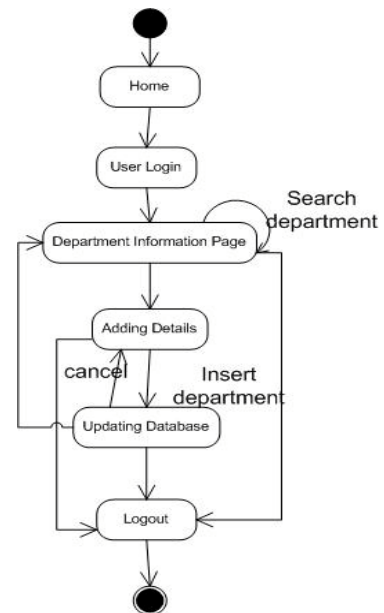 Home
User Login
Search
department
Department Information Page
Adding Details
cancel
Insert
department
Updating Database
Logout